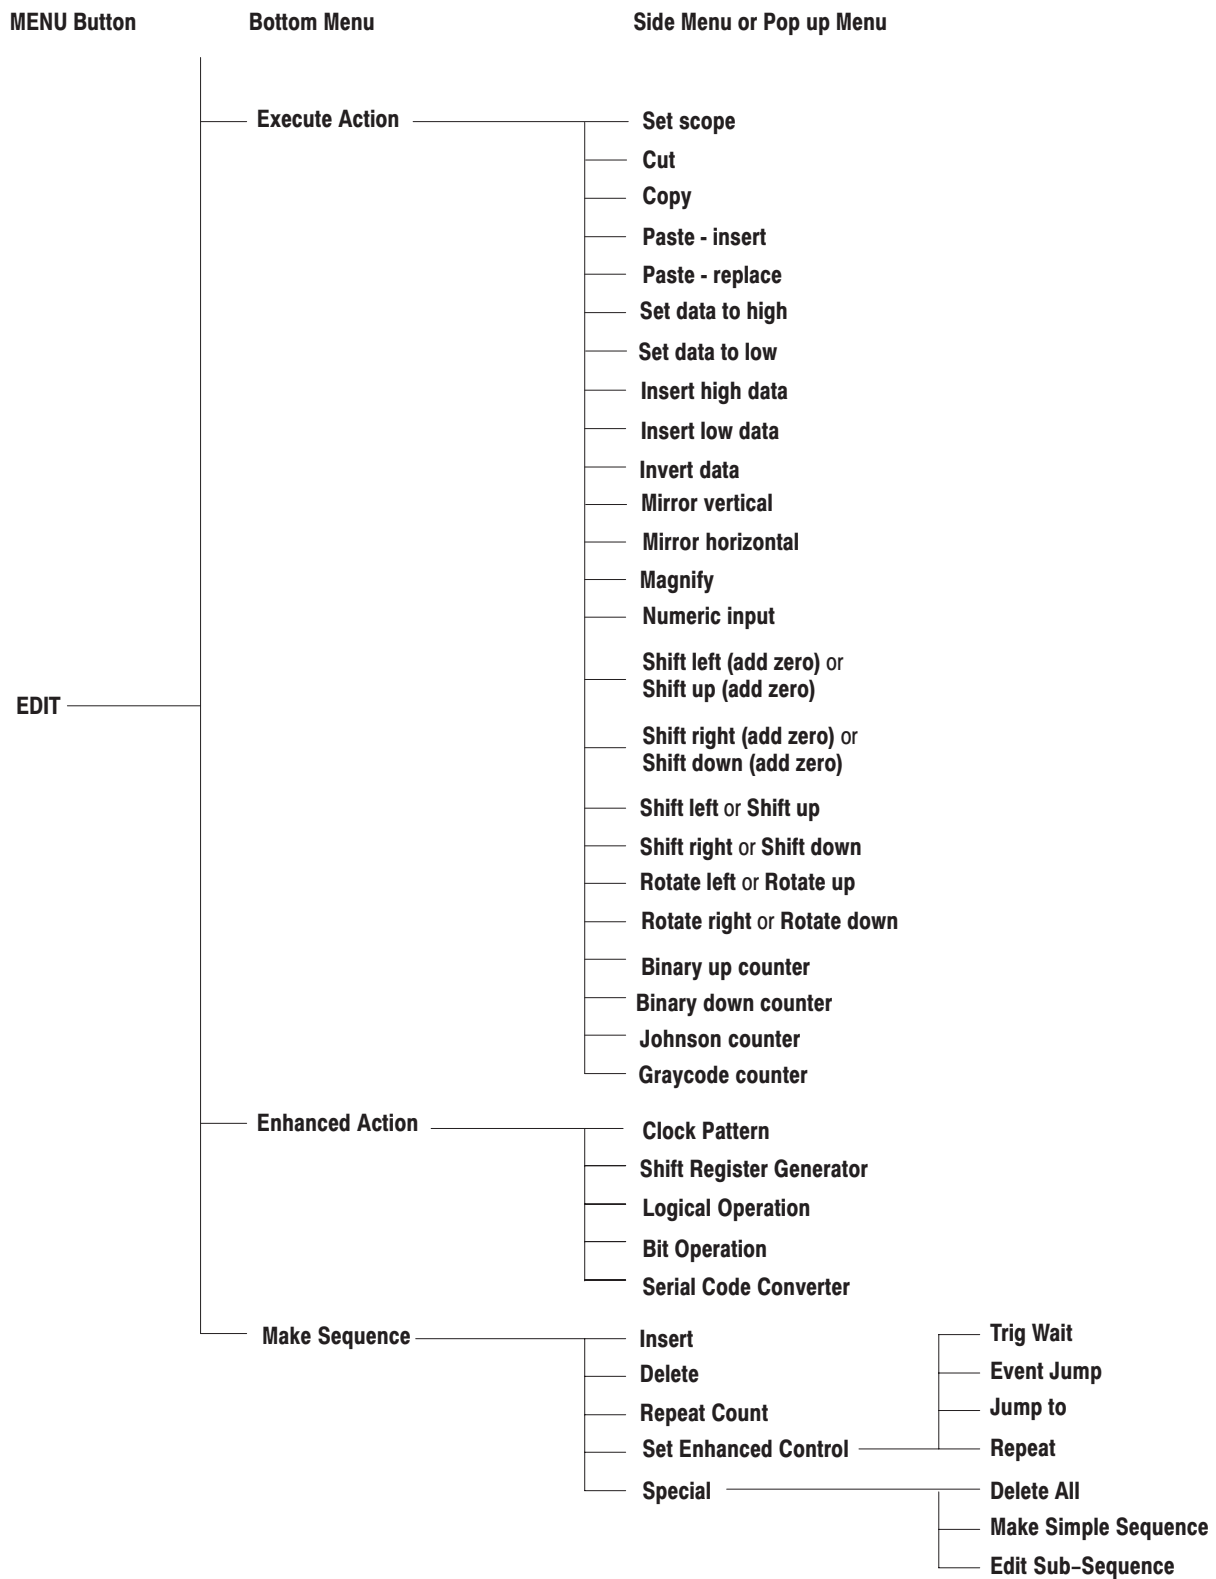 MENU Button Bottom Menu Side Menu or Pop up Menu
Execute Action
Set scope
Cut
Copy
Paste - insert
Paste - replace
Set data to high
Set data to low
Insert high data
Insert low data
Invert data
Mirror vertical
Mirror horizontal
Magnify
Numeric input
Shift left (add zero) or
Shift up (add zero)
EDIT
Shift right (add zero) or
Shift down (add zero)
Shift left or Shift up
Shift right or Shift down
Rotate left or Rotate up
Rotate right or Rotate down
Binary up counter
Binary down counter
Johnson counter
Graycode counter
Enhanced Action
Clock Pattern
Shift Register Generator
Logical Operation
Bit Operation
Serial Code Converter
Make Sequence
Insert
Delete
Repeat Count
Set Enhanced Control
Trig Wait
Event Jump
Jump to
Repeat
Special
Delete All
Make Simple Sequence
Edit Sub-Sequence